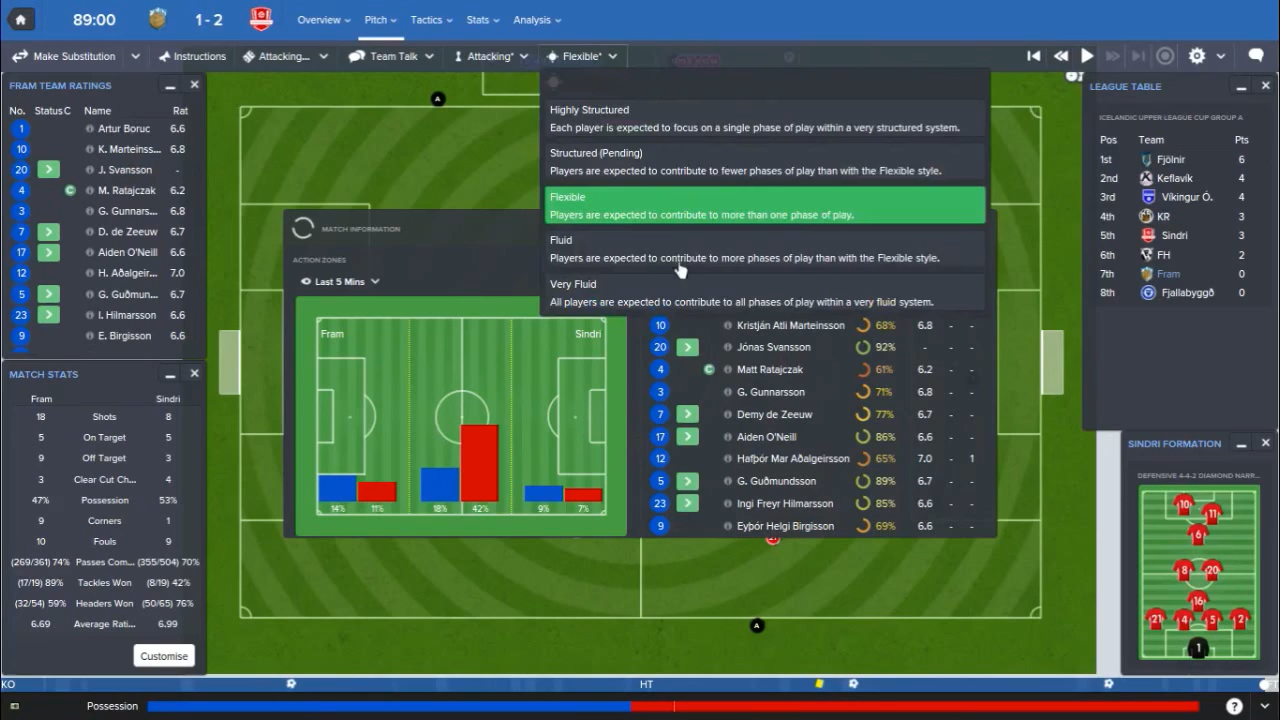 89:00 1 - 2 Overview Pitch Tactics Stats Analysis
Make Substitution Instructions Attacking... Team Talk Attacking* Flexible*
FRAM TEAM RATINGS
No. Status C Name Rat
1 Artur Boruc 6.6
10 K. Marteinss... 6.8
20 J. Svansson -
4 C M. Ratajczak 6.2
3 G. Gunnars... 6.8
7 D. de Zeeuw 6.7
17 Aiden O'Neill 6.6
12 H. Aðalgeir... 7.0
5 G. Guðmun... 6.7
23 I. Hilmarsson 6.6
9 E. Birgisson 6.6
MATCH STATS
Fram Sindri
18 Shots 8
5 On Target 5
9 Off Target 3
3 Clear Cut Ch... 4
47% Possession 53%
9 Corners 1
10 Fouls 9
(269/361) 74% Passes Com... (355/504) 70%
(17/19) 89% Tackles Won (8/19) 42%
(32/54) 59% Headers Won (50/65) 76%
6.69 Average Rati... 6.99
Customise
Highly Structured
Each player is expected to focus on a single phase of play within a very structured system.
Structured (Pending)
Players are expected to contribute to fewer phases of play than with the Flexible style.
Flexible
Players are expected to contribute to more than one phase of play.
Fluid
Players are expected to contribute to more phases of play than with the Flexible style.
Very Fluid
All players are expected to contribute to all phases of play within a very fluid system.
MATCH INFORMATION
ACTION ZONES
Last 5 Mins
Fram Sindri
14% 11% 18% 42% 9% 7%
10 Kristján Atli Marteinsson 68% 6.8 - -
20 Jónas Svansson 92% - - -
4 C Matt Ratajczak 61% 6.2 - -
3 G. Gunnarsson 71% 6.8 - -
7 Demy de Zeeuw 77% 6.7 - -
17 Aiden O'Neill 86% 6.6 - -
12 Hafþór Mar Aðalgeirsson 65% 7.0 - 1
5 G. Guðmundsson 89% 6.7 - -
23 Ingi Freyr Hilmarsson 85% 6.6 - -
9 Eyþór Helgi Birgisson 69% 6.6 - -
A
A
LEAGUE TABLE
ICELANDIC UPPER LEAGUE CUP GROUP A
Pos Team Pts
1st Fjölnir 6
2nd Keflavík 4
3rd Víkingur Ó. 4
4th KR 3
5th Sindri 3
6th FH 2
7th Fram 0
8th Fjallabyggð 0
SINDRI FORMATION
DEFENSIVE 4-4-2 DIAMOND NARR...
10
11
6
8 20
16
21 4 5 2
1
KO HT
Possession ?